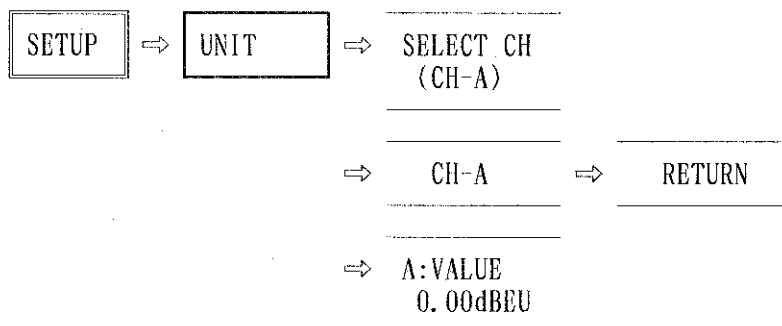 SETUP ⇨ UNIT ⇨ SELECT CH
(CH-A)
⇨ CH-A ⇨ RETURN
⇨ A:VALUE
0.00dBEU